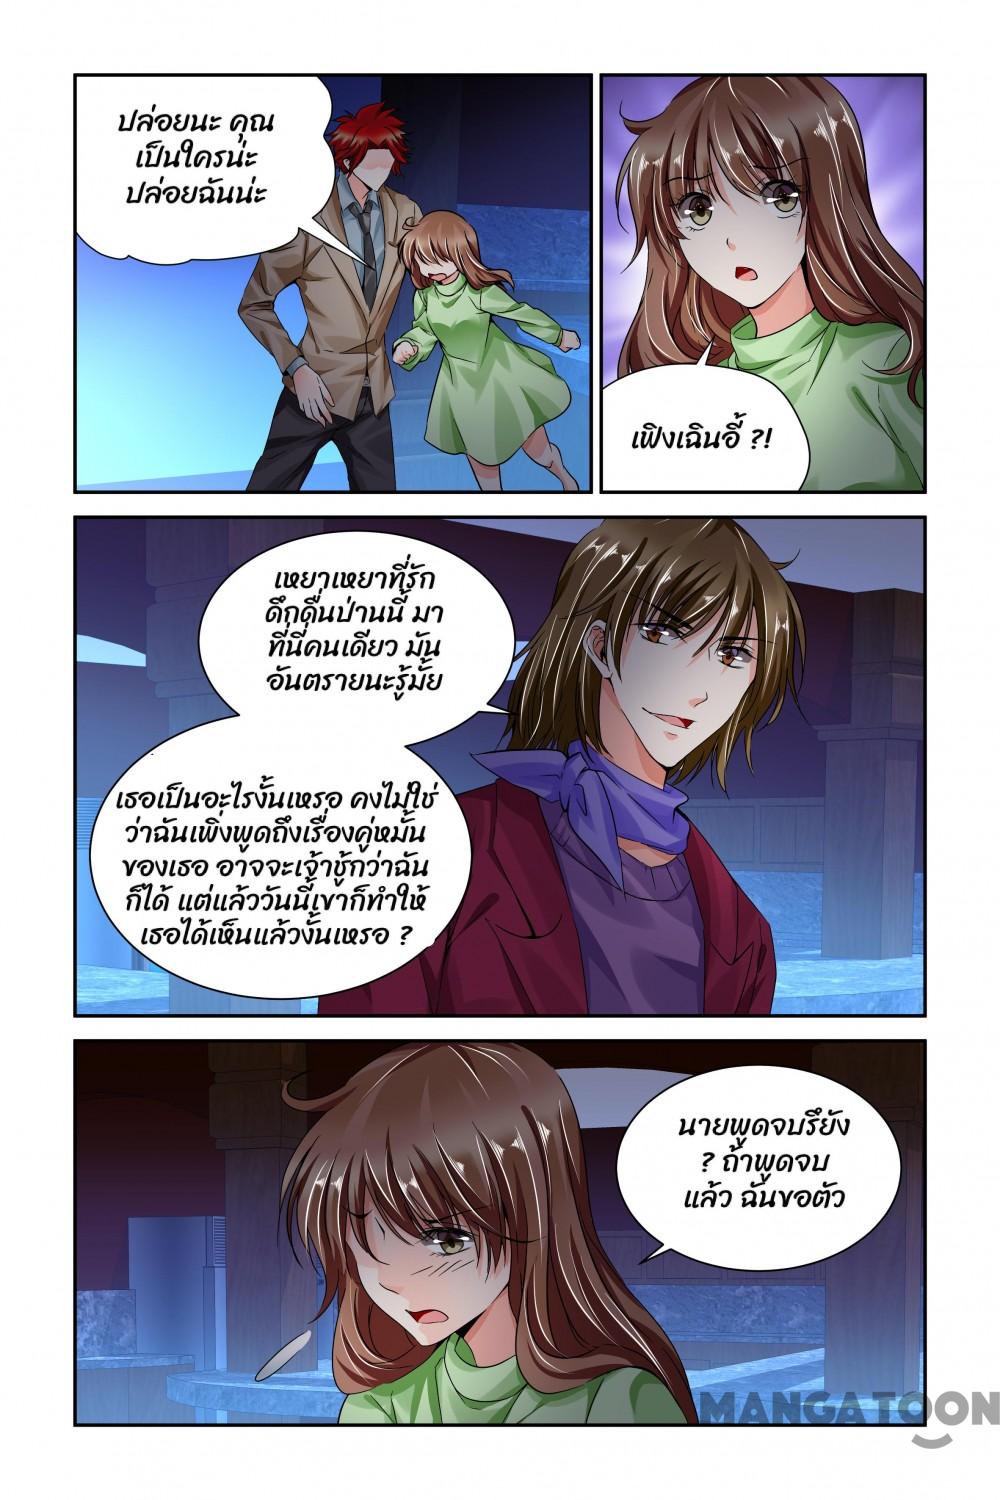 ปล่อยนะ คุณ
เป็นใครน่ะ
ปล่อยฉันน่ะ
เฟิงเฉินอี้ ?!
เหยาเหยาที่รัก
ดึกดื่นป่านนี้ มา
ที่นี่คนเดียว มัน
อันตรายนะรู้มั้ย
เธอเป็นอะไรงั้นเหรอ คงไม่ใช่
ว่าฉันเพิ่งพูดถึงเรื่องคู่หมั้น
ของเธอ อาจจะเจ้าชู้กว่าฉัน
ก็ได้ แต่แล้ววันนี้เขาก็ทำให้
เธอได้เห็นแล้วงั้นเหรอ ?
นายพูดจบรึยัง
? ถ้าพูดจบ
แล้ว ฉันขอตัว
MANGATOON